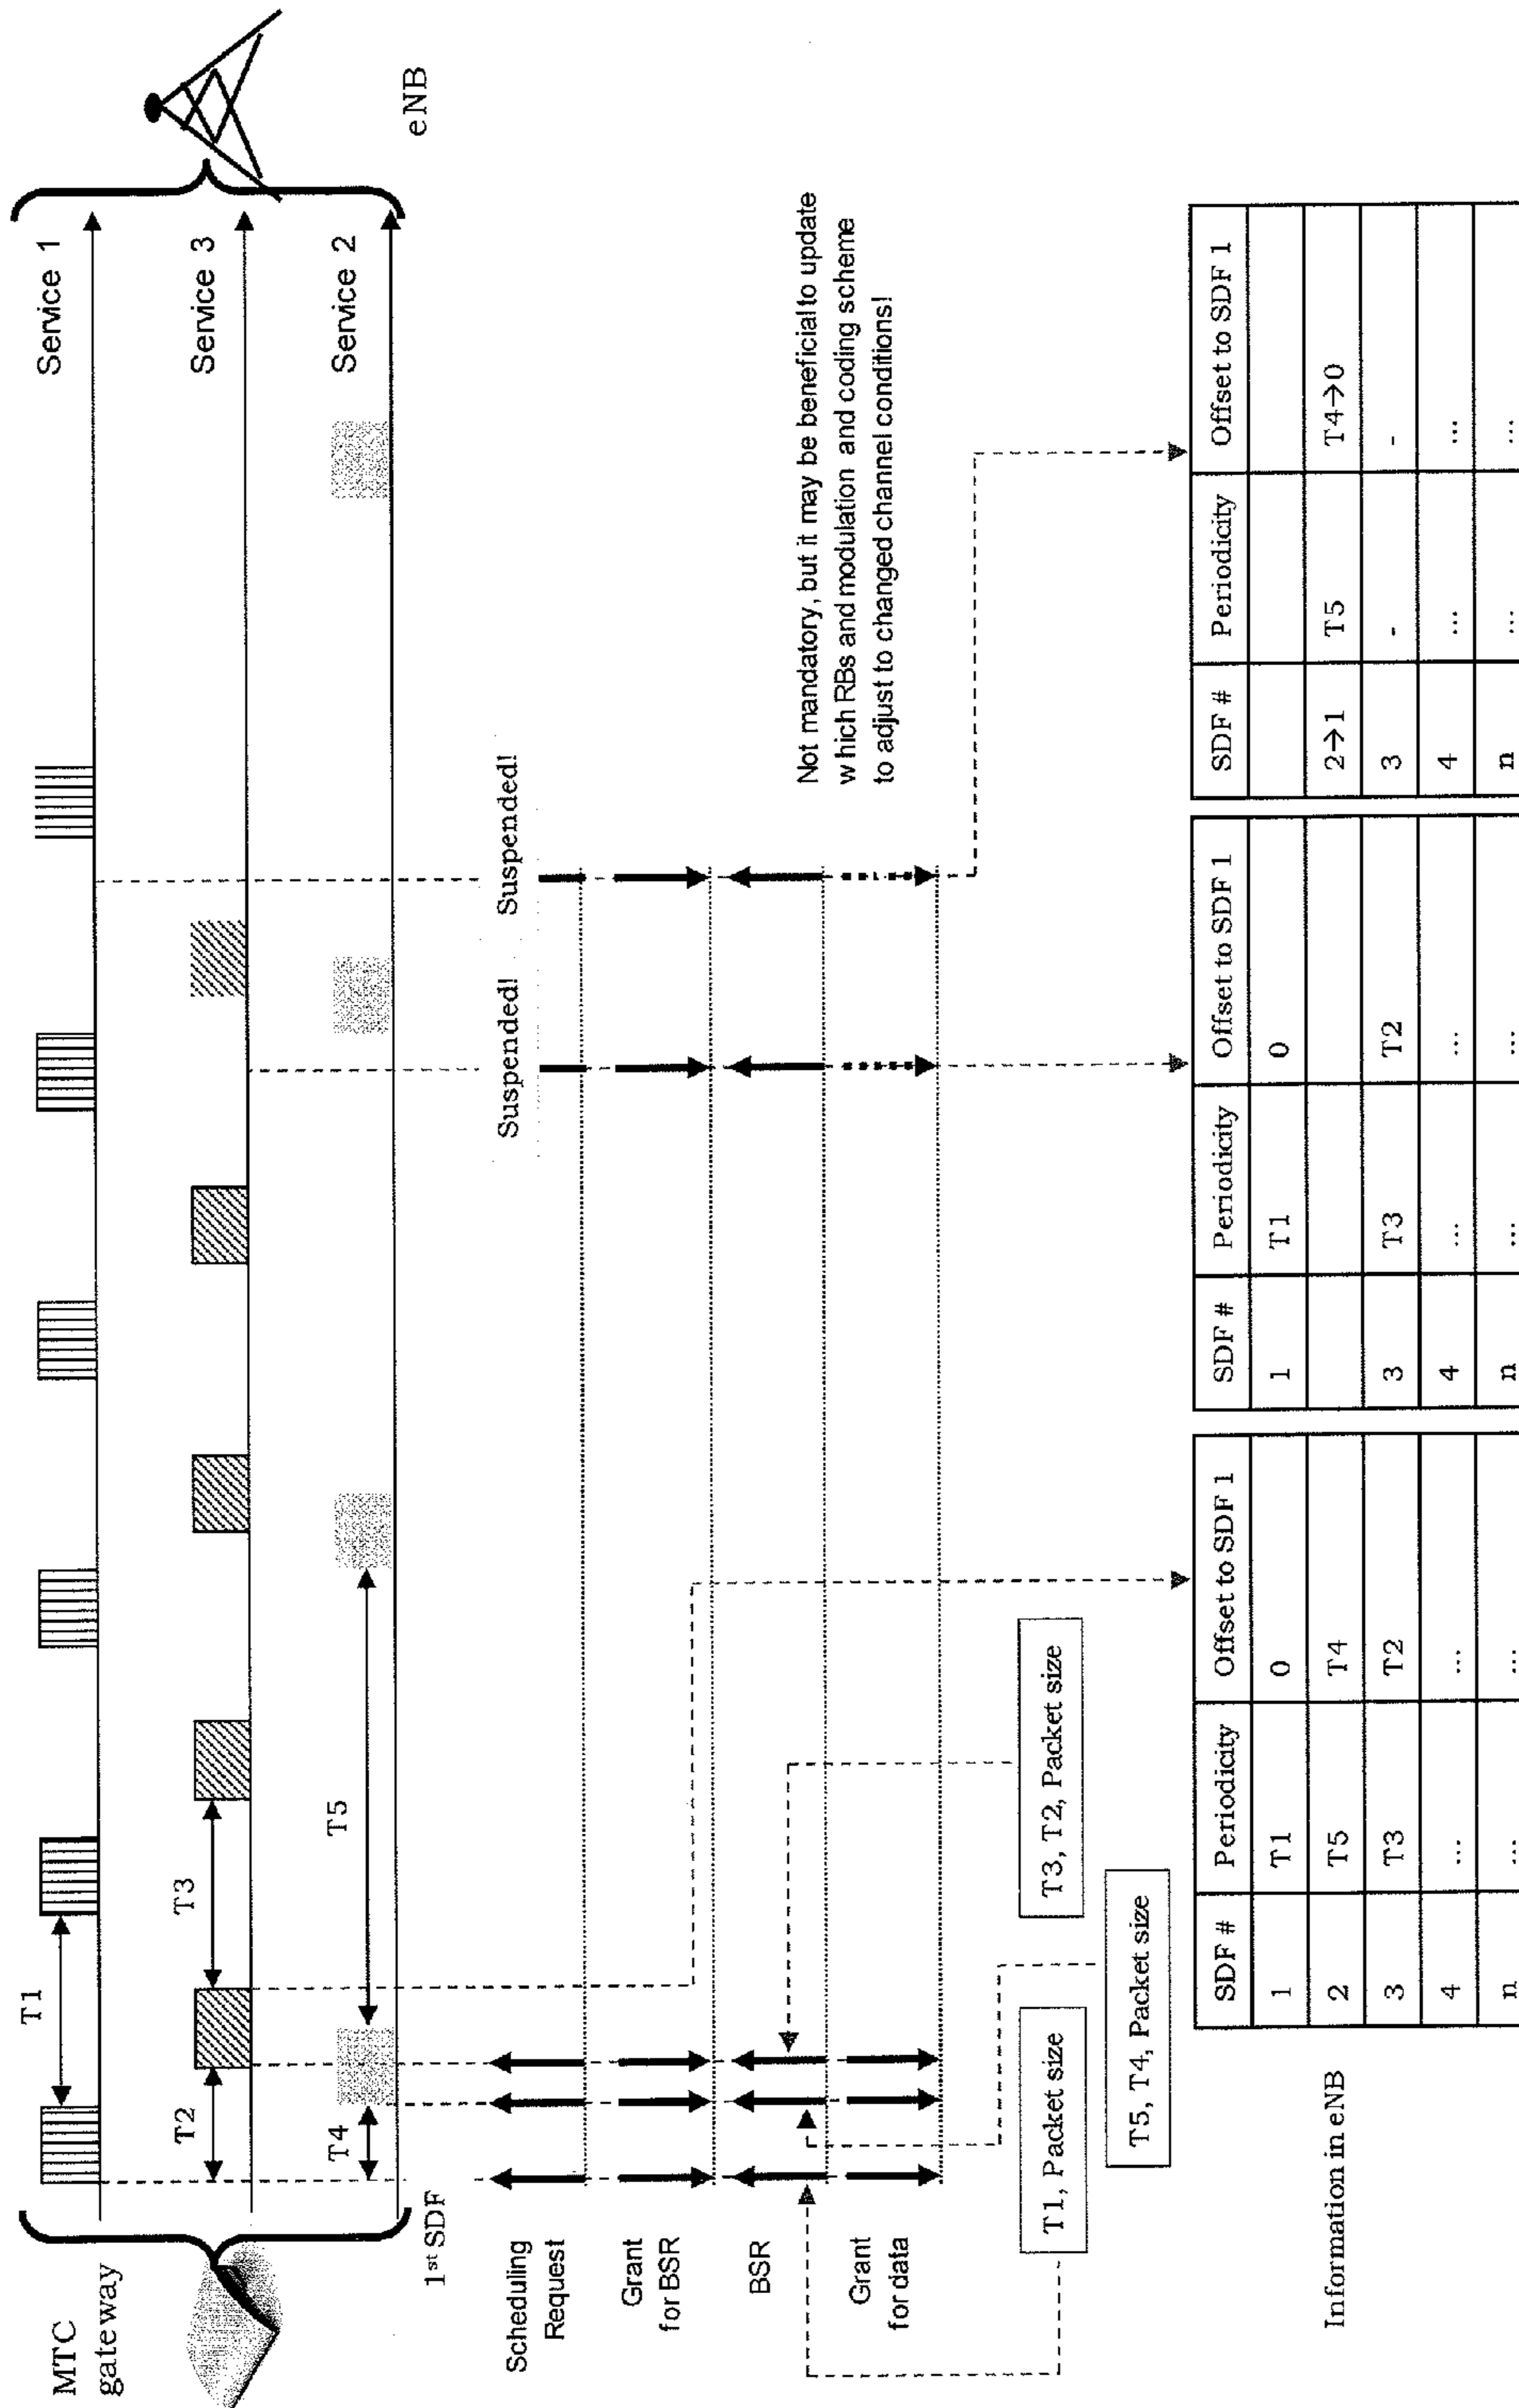 MTC
gateway
T1
Service 1
T2
T3
Service 3
T4
T5
Service 2
eNB
1st SDF
Scheduling
Request
Grant
for BSR
BSR
Grant
for data
Suspended!
Suspended!
Not mandatory, but it may be beneficial to update
which RBs and modulation and coding scheme
to adjust to changed channel conditions!
T1, Packet size
T3, T2, Packet size
T5, T4, Packet size
Information in eNB
SDF # Periodicity Offset to SDF 1
1 T1 0
2 T5 T4
3 T3 T2
4 ... ...
n ... ...
SDF # Periodicity Offset to SDF 1
1 T1 0
3 T3 T2
4 ... ...
n ... ...
SDF # Periodicity Offset to SDF 1
2→1 T5 T4→0
3 - -
4 ... ...
n ... ...